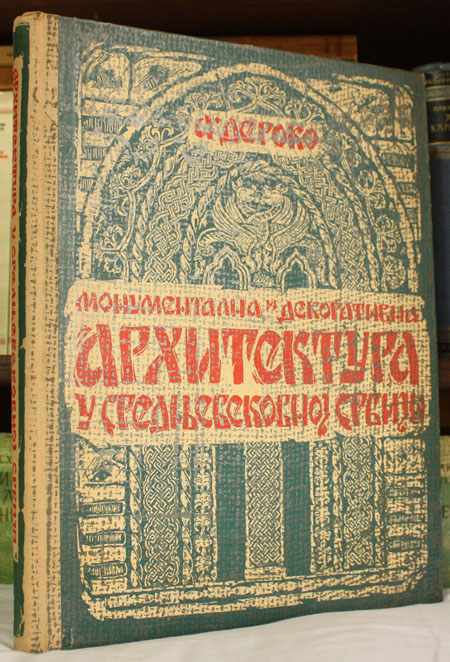 А. ДЕРОКО
МОНУМЕНТАЛНА И ДЕКОРАТИВНА
АРХИТЕКТУРА
У СРЕДЊЕВЕКОВНОЈ СРБИЈИ